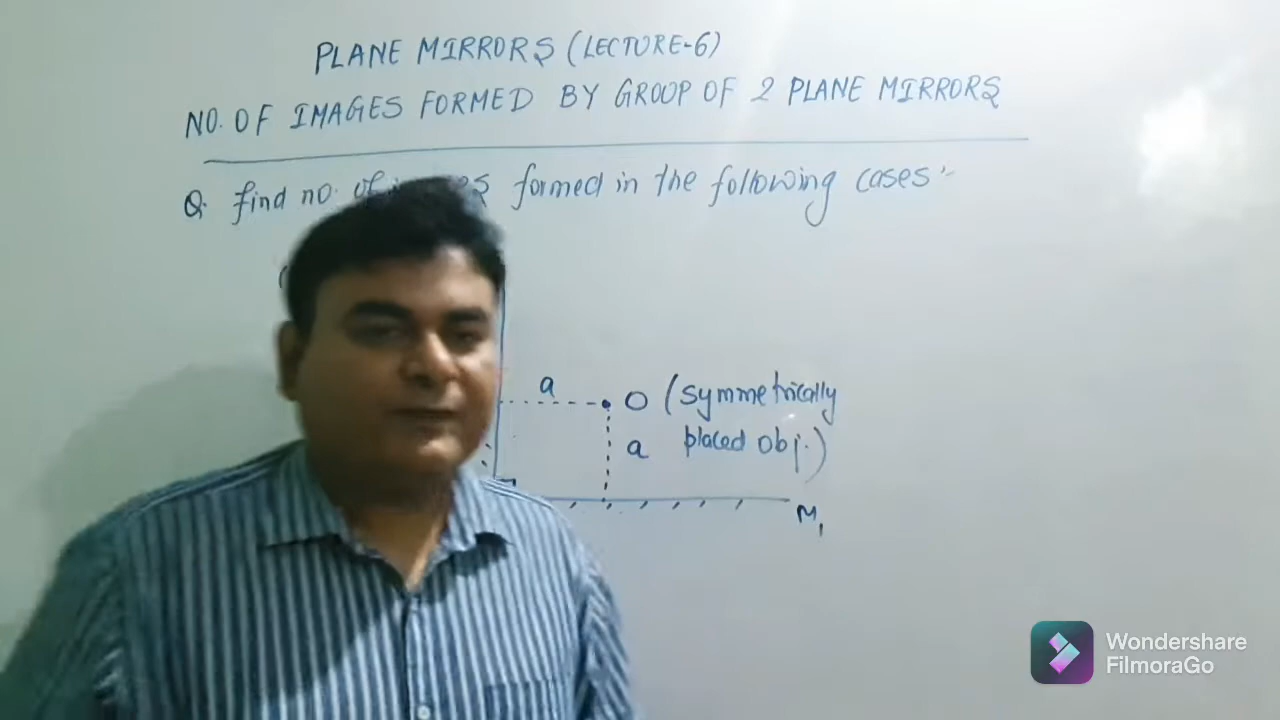 PLANE MIRRORS (LECTURE-6)
NO. OF IMAGES FORMED BY GROUP OF 2 PLANE MIRRORS
Q. find no. of formed in the following cases :-
a
O (symmetrically
a placed obj.)
M1
Wondershare
FilmoraGo